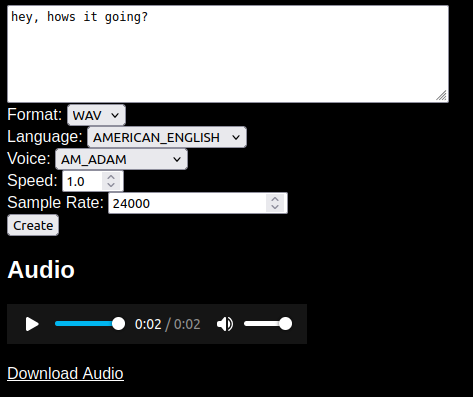 hey, hows it going?
Format: WAV
Language: AMERICAN_ENGLISH
Voice: AM_ADAM
Speed: 1.0
Sample Rate: 24000
Create
Audio
0:02 / 0:02
Download Audio